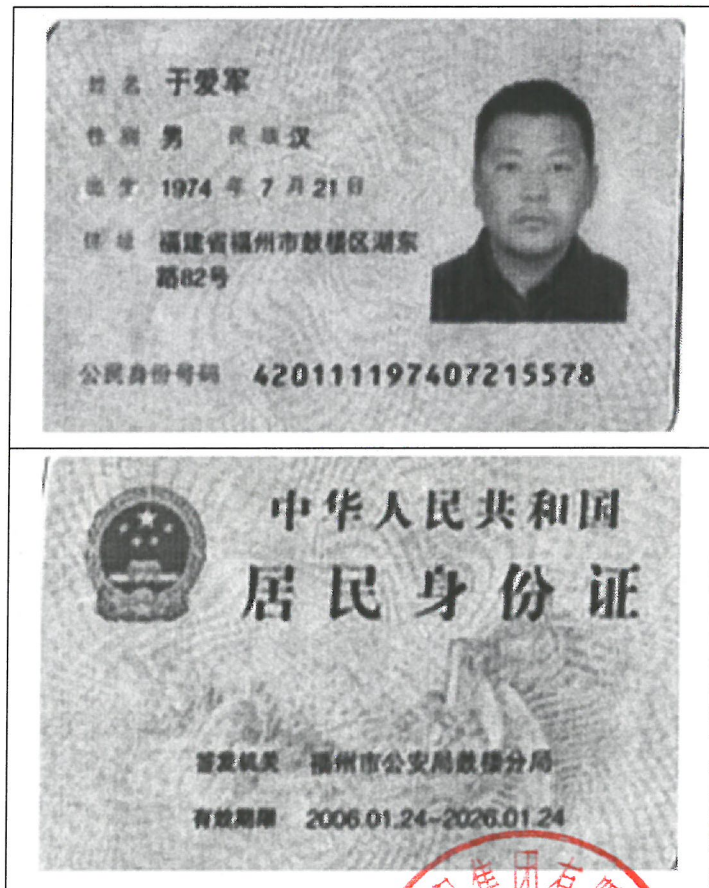 姓名 于爱军
性别 男 民族 汉
出生 1974 年 7 月 21 日
住址 福建省福州市鼓楼区湖东
路82号
公民身份号码 420111197407215578
中华人民共和国
居民身份证
签发机关 福州市公安局鼓楼分局
有效期限 2006.01.24-2026.01.24
集团有